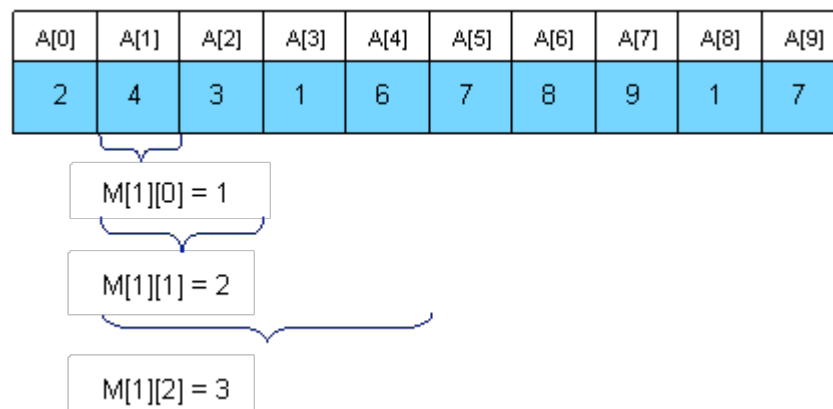 A[0] A[1] A[2] A[3] A[4] A[5] A[6] A[7] A[8] A[9]
2 4 3 1 6 7 8 9 1 7
M[1][0] = 1
M[1][1] = 2
M[1][2] = 3